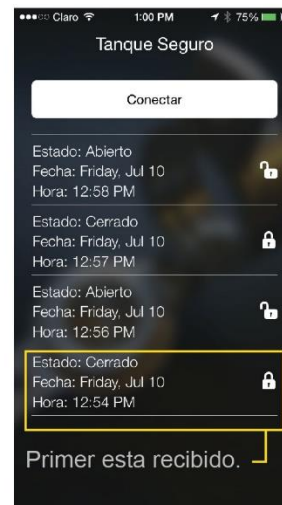 Claro 1:00 PM 75%
Tanque Seguro
Conectar
Estado: Abierto
Fecha: Friday, Jul 10
Hora: 12:58 PM
Estado: Cerrado
Fecha: Friday, Jul 10
Hora: 12:57 PM
Estado: Abierto
Fecha: Friday, Jul 10
Hora: 12:56 PM
Estado: Cerrado
Fecha: Friday, Jul 10
Hora: 12:54 PM
Primer esta recibido.